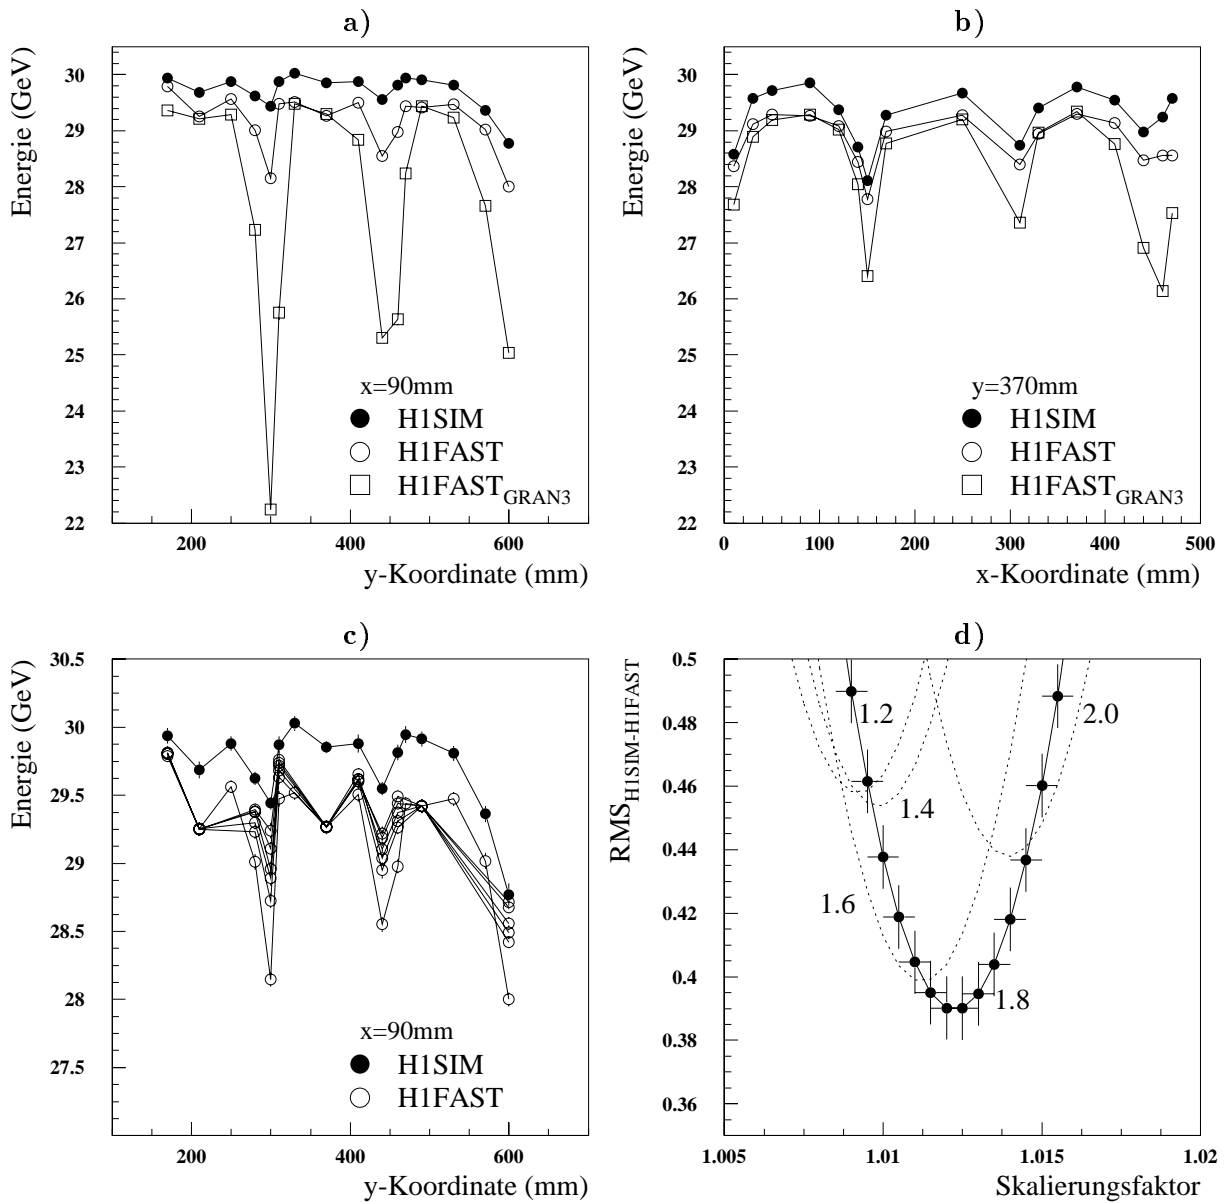 a)
Energie (GeV)
30
29
28
27
26
25
24
23
22
x=90mm
H1SIM
H1FAST
H1FAST_GRAN3
200 400 600
y-Koordinate (mm)
b)
Energie (GeV)
30
29
28
27
26
25
24
23
22
y=370mm
H1SIM
H1FAST
H1FAST_GRAN3
0 100 200 300 400 500
x-Koordinate (mm)
c)
Energie (GeV)
30.5
30
29.5
29
28.5
28
27.5
x=90mm
H1SIM
H1FAST
200 400 600
y-Koordinate (mm)
d)
RMS_H1SIM-H1FAST
0.5
0.48
0.46
0.44
0.42
0.4
0.38
0.36
1.2
2.0
1.4
1.6
1.8
1.005 1.01 1.015 1.02
Skalierungsfaktor